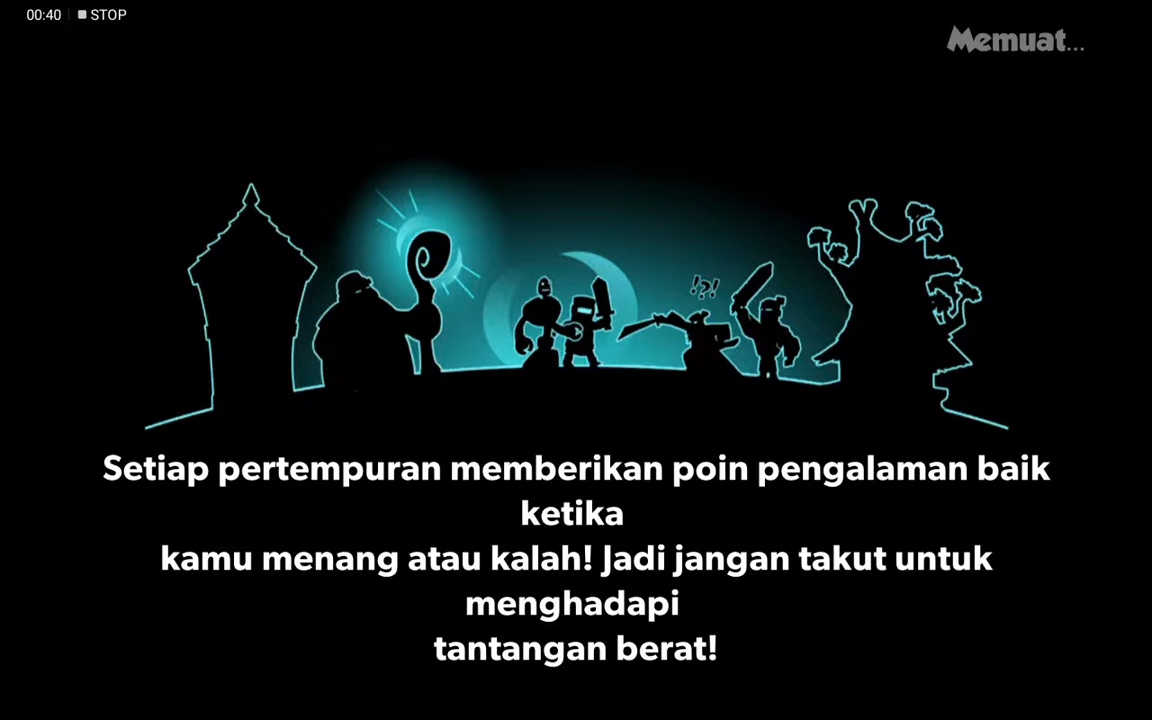 00:40 STOP
Memuat...
!?!
Setiap pertempuran memberikan poin pengalaman baik
ketika
kamu menang atau kalah! Jadi jangan takut untuk
menghadapi
tantangan berat!